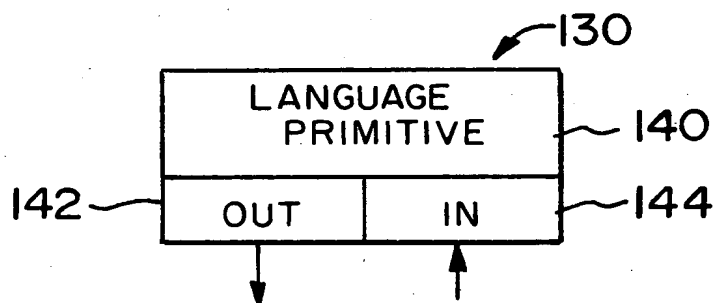 130
LANGUAGE
PRIMITIVE
140
142
OUT
IN
144